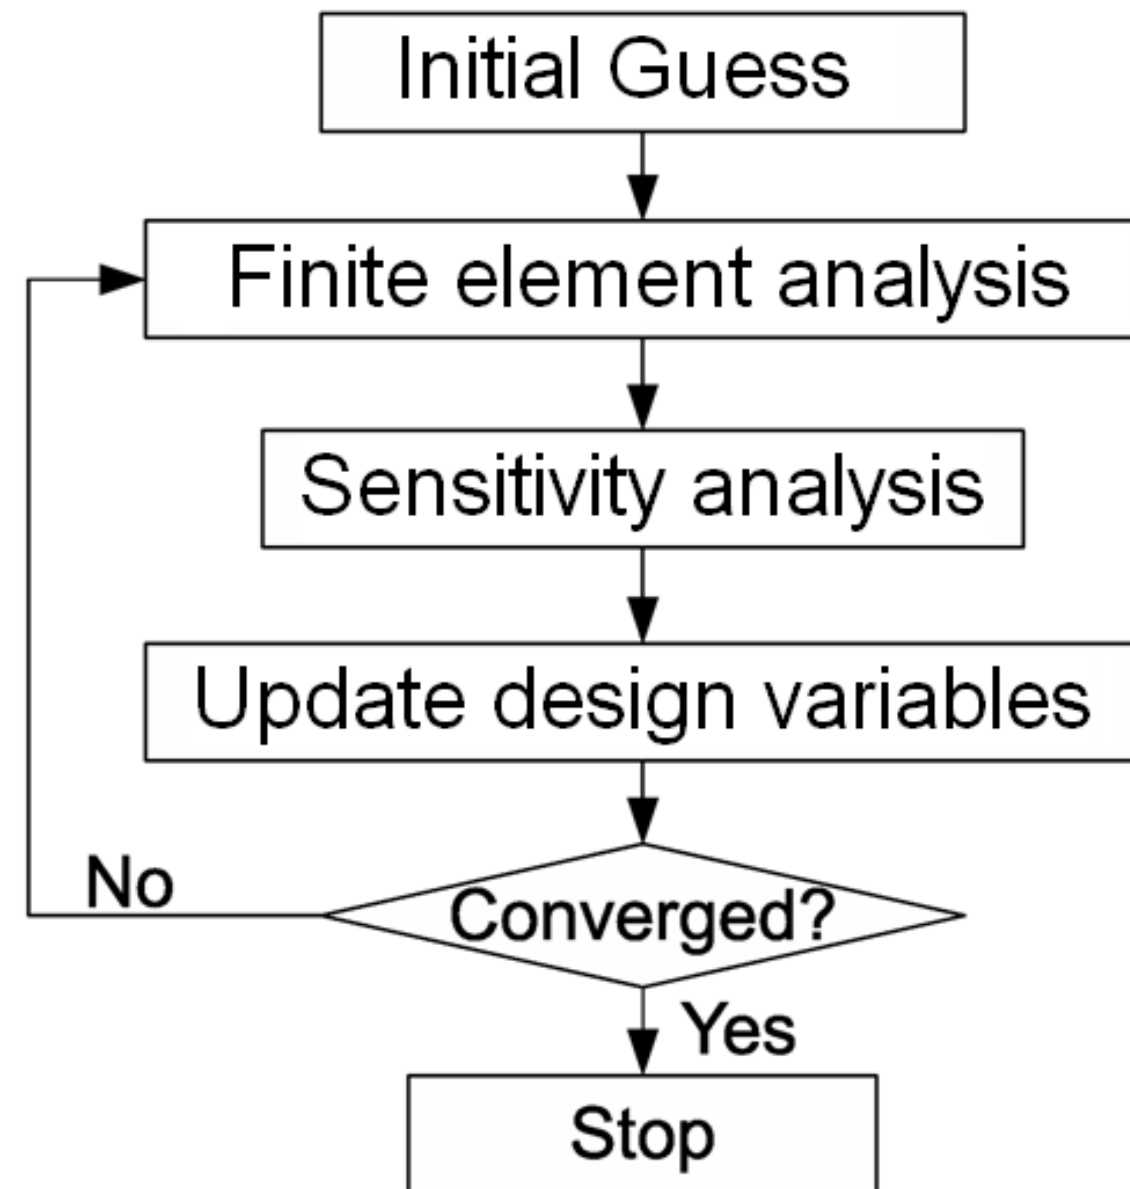 Initial Guess
Finite element analysis
Sensitivity analysis
Update design variables
Converged?
No
Yes
Stop